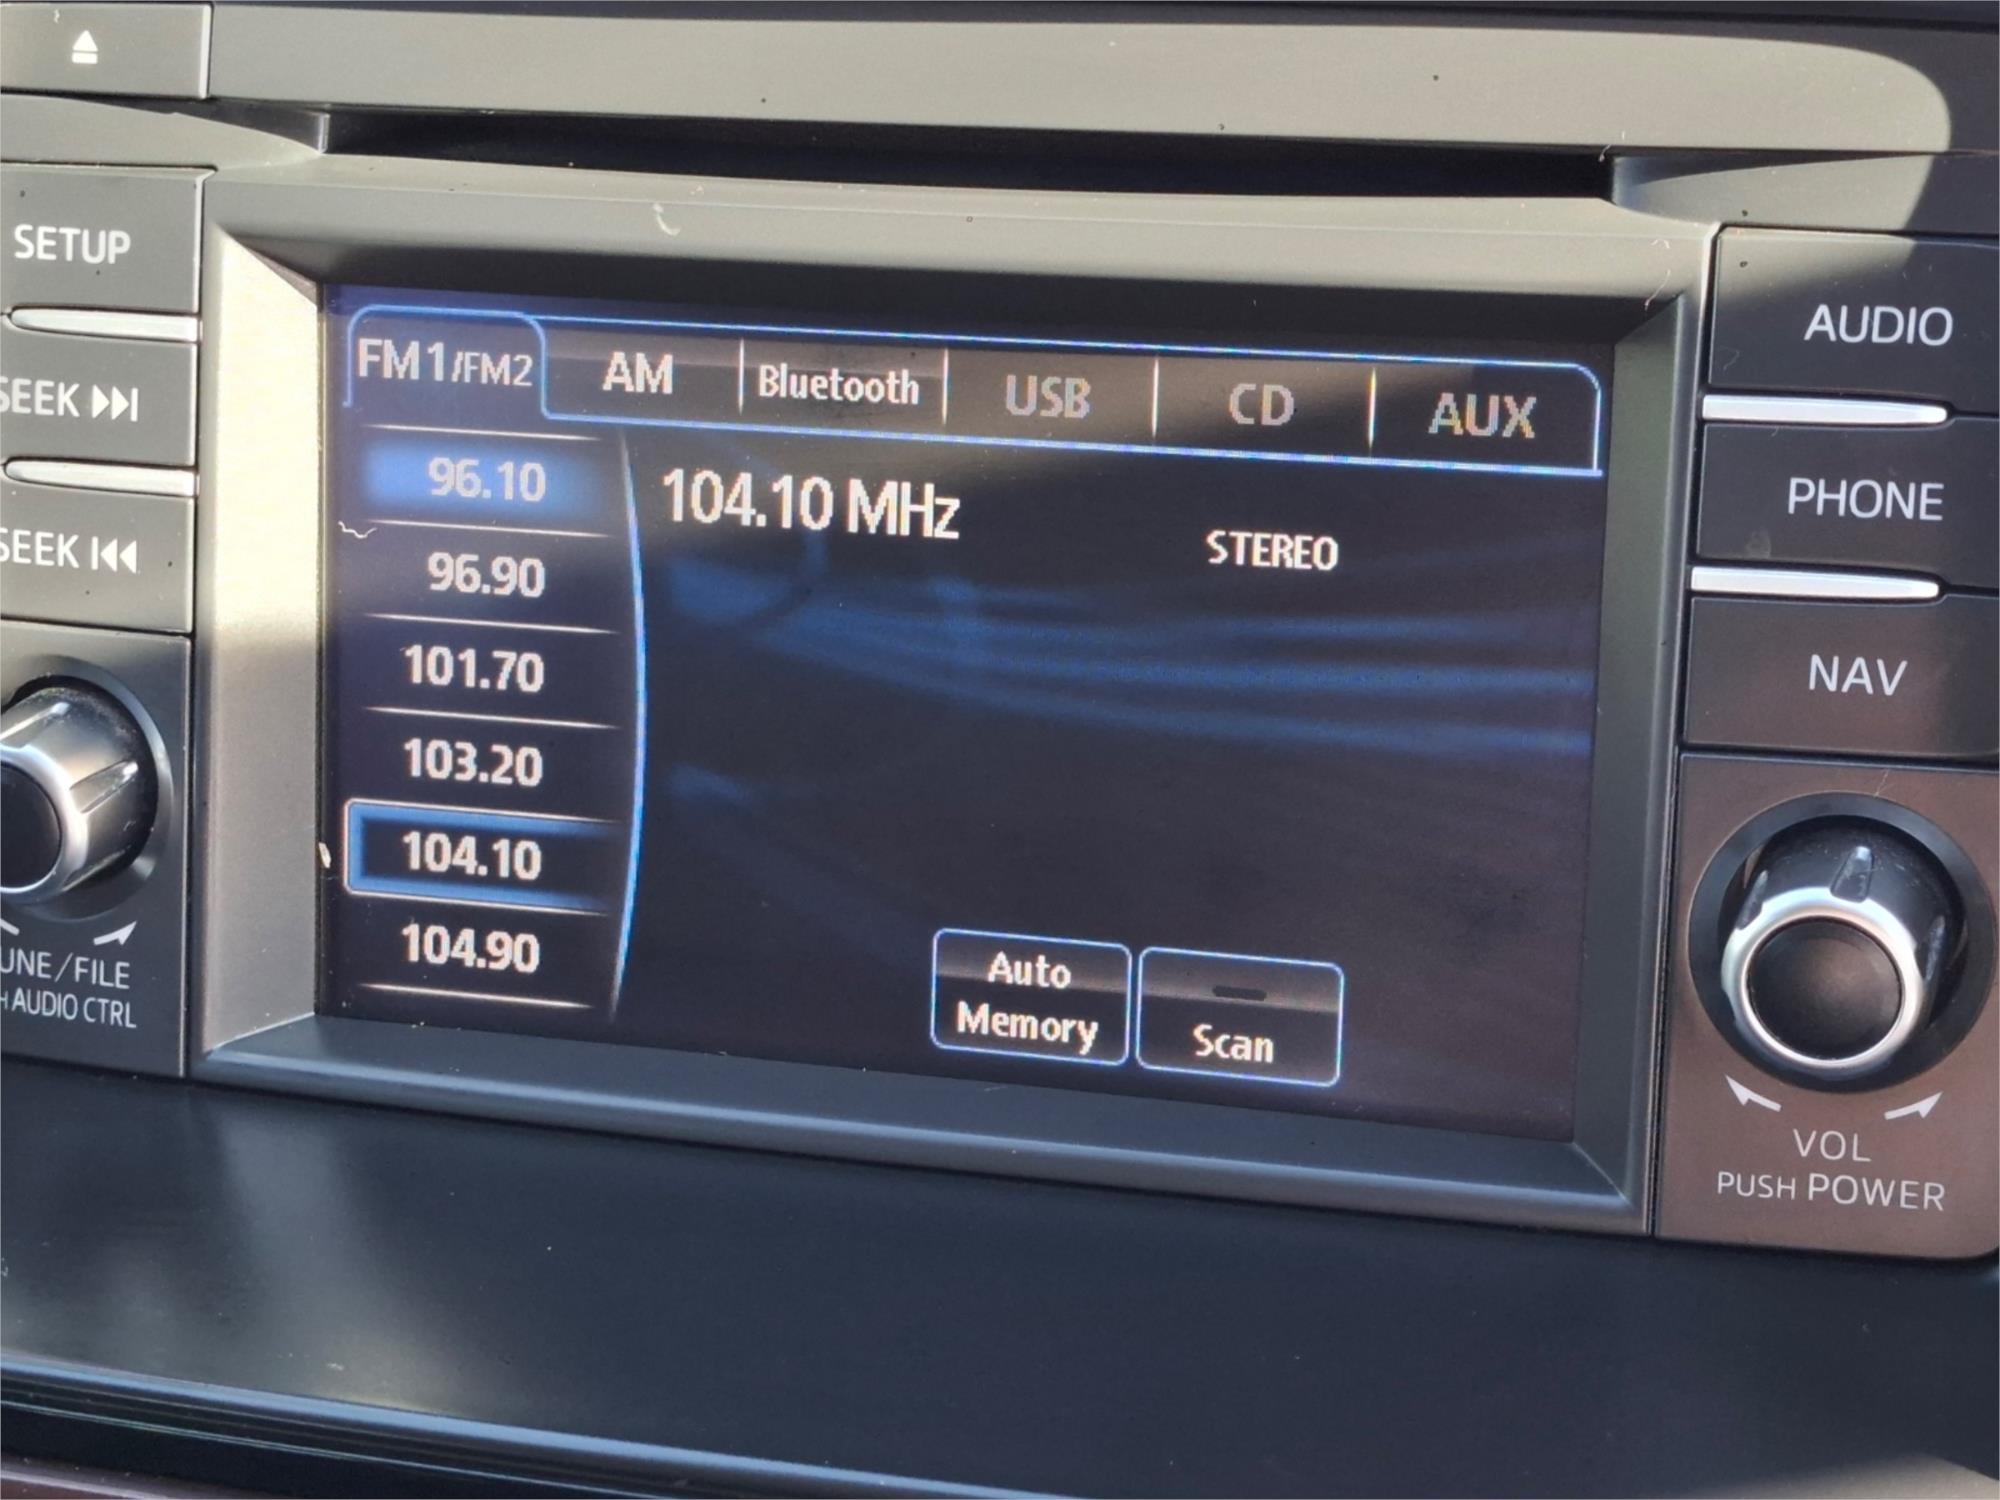 SETUP
SEEK
SEEK
TUNE/FILE
PUSH AUDIO CTRL
FM1/FM2 AM Bluetooth USB CD AUX
96.10
96.90
101.70
103.20
104.10
104.90
104.10 MHz
STEREO
Auto
Memory
Scan
AUDIO
PHONE
NAV
VOL
PUSH POWER